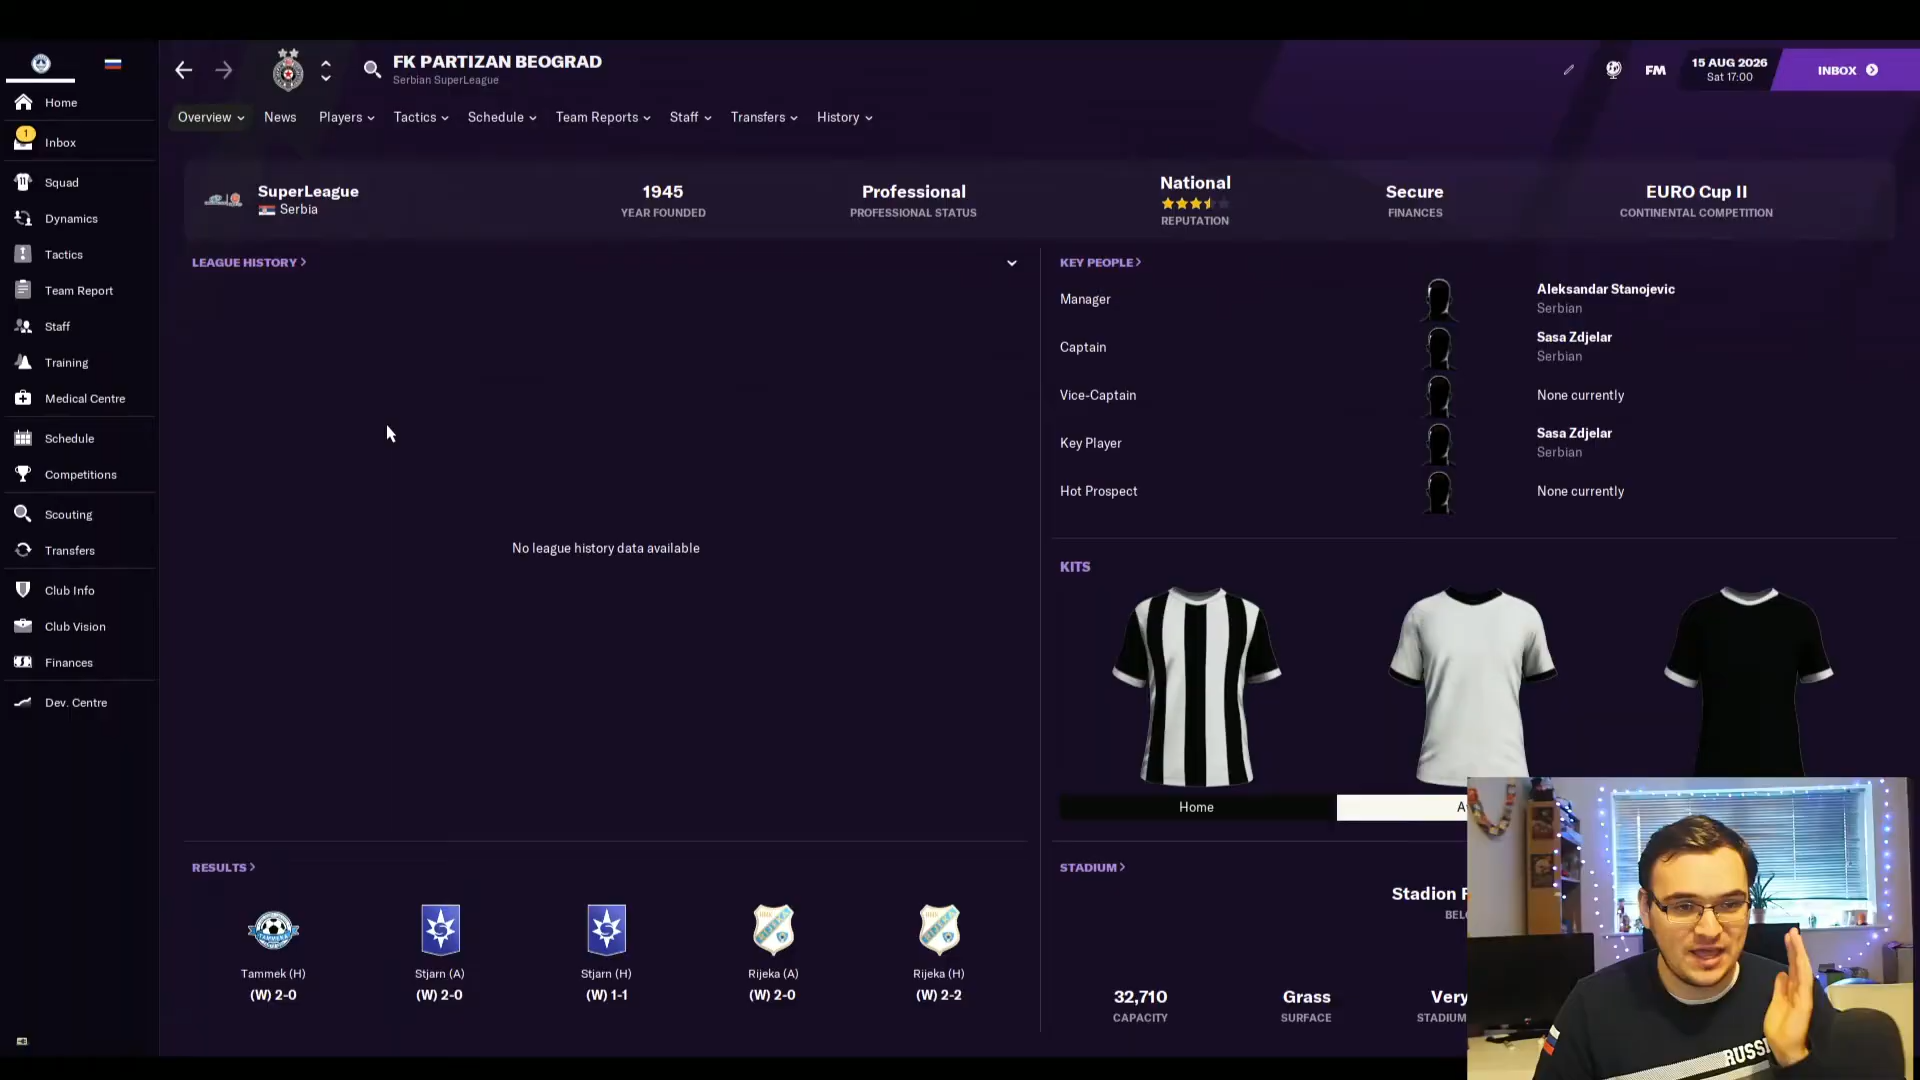 FK PARTIZAN BEOGRAD
Serbian SuperLeague
FM
15 AUG 2026
Sat 17:00
INBOX
Home
1
Inbox
Squad
Dynamics
Tactics
Team Report
Staff
Training
Medical Centre
Schedule
Competitions
Scouting
Transfers
Club Info
Club Vision
Finances
Dev. Centre
Overview
News
Players
Tactics
Schedule
Team Reports
Staff
Transfers
History
SuperLeague
Serbia
1945
YEAR FOUNDED
Professional
PROFESSIONAL STATUS
National
REPUTATION
Secure
FINANCES
EURO Cup II
CONTINENTAL COMPETITION
LEAGUE HISTORY >
No league history data available
KEY PEOPLE >
Manager
Aleksandar Stanojevic
Serbian
Captain
Sasa Zdjelar
Serbian
Vice-Captain
None currently
Key Player
Sasa Zdjelar
Serbian
Hot Prospect
None currently
KITS
Home
RESULTS >
Tammek (H)
(W) 2-0
Stjarn (A)
(W) 2-0
Stjarn (H)
(W) 1-1
Rijeka (A)
(W) 2-0
Rijeka (H)
(W) 2-2
STADIUM >
Stadion
32,710
CAPACITY
Grass
SURFACE
Very
STADIUM